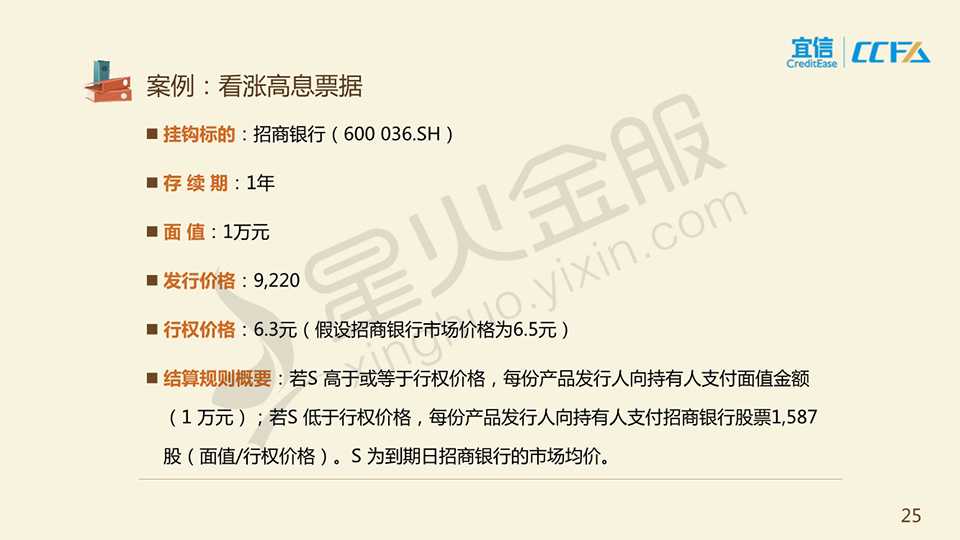 宜信
CreditEase
CCFA
案例：看涨高息票据
挂钩标的：招商银行（600 036.SH）
存 续 期：1年
面 值：1万元
发行价格：9,220
行权价格：6.3元（假设招商银行市场价格为6.5元）
结算规则概要：若S 高于或等于行权价格，每份产品发行人向持有人支付面值金额
（1 万元）；若S 低于行权价格，每份产品发行人向持有人支付招商银行股票1,587
股（面值/行权价格）。S 为到期日招商银行的市场均价。
星火金服
xinghuo.yixin.com
25